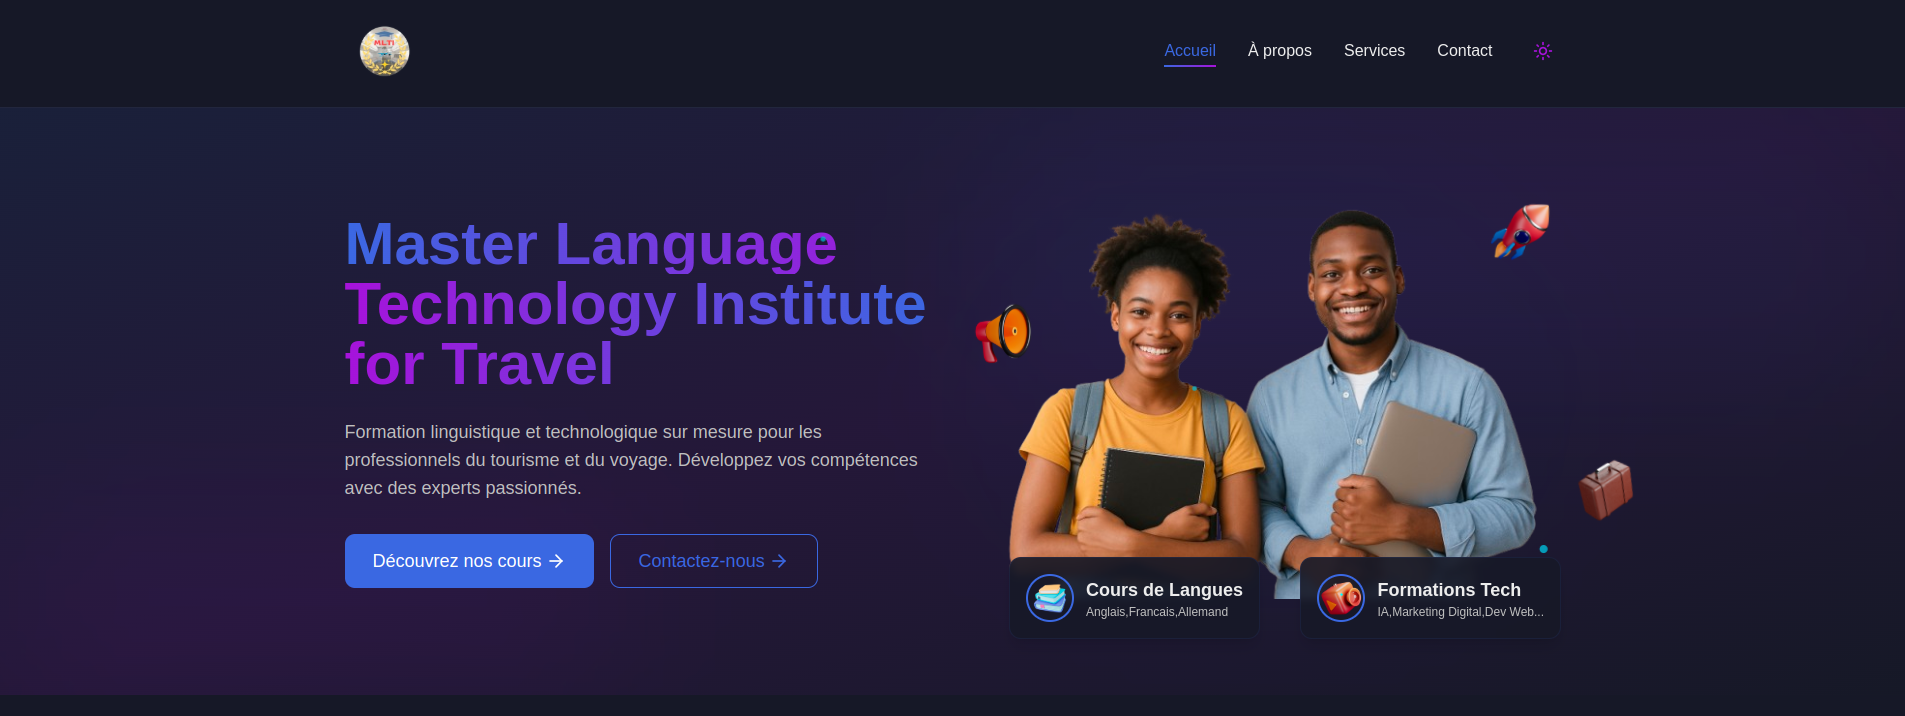 MLTI
Accueil
À propos
Services
Contact
Master Language
Technology Institute
for Travel
Formation linguistique et technologique sur mesure pour les
professionnels du tourisme et du voyage. Développez vos compétences
avec des experts passionnés.
Découvrez nos cours →
Contactez-nous →
Cours de Langues
Anglais,Francais,Allemand
Formations Tech
IA,Marketing Digital,Dev Web...